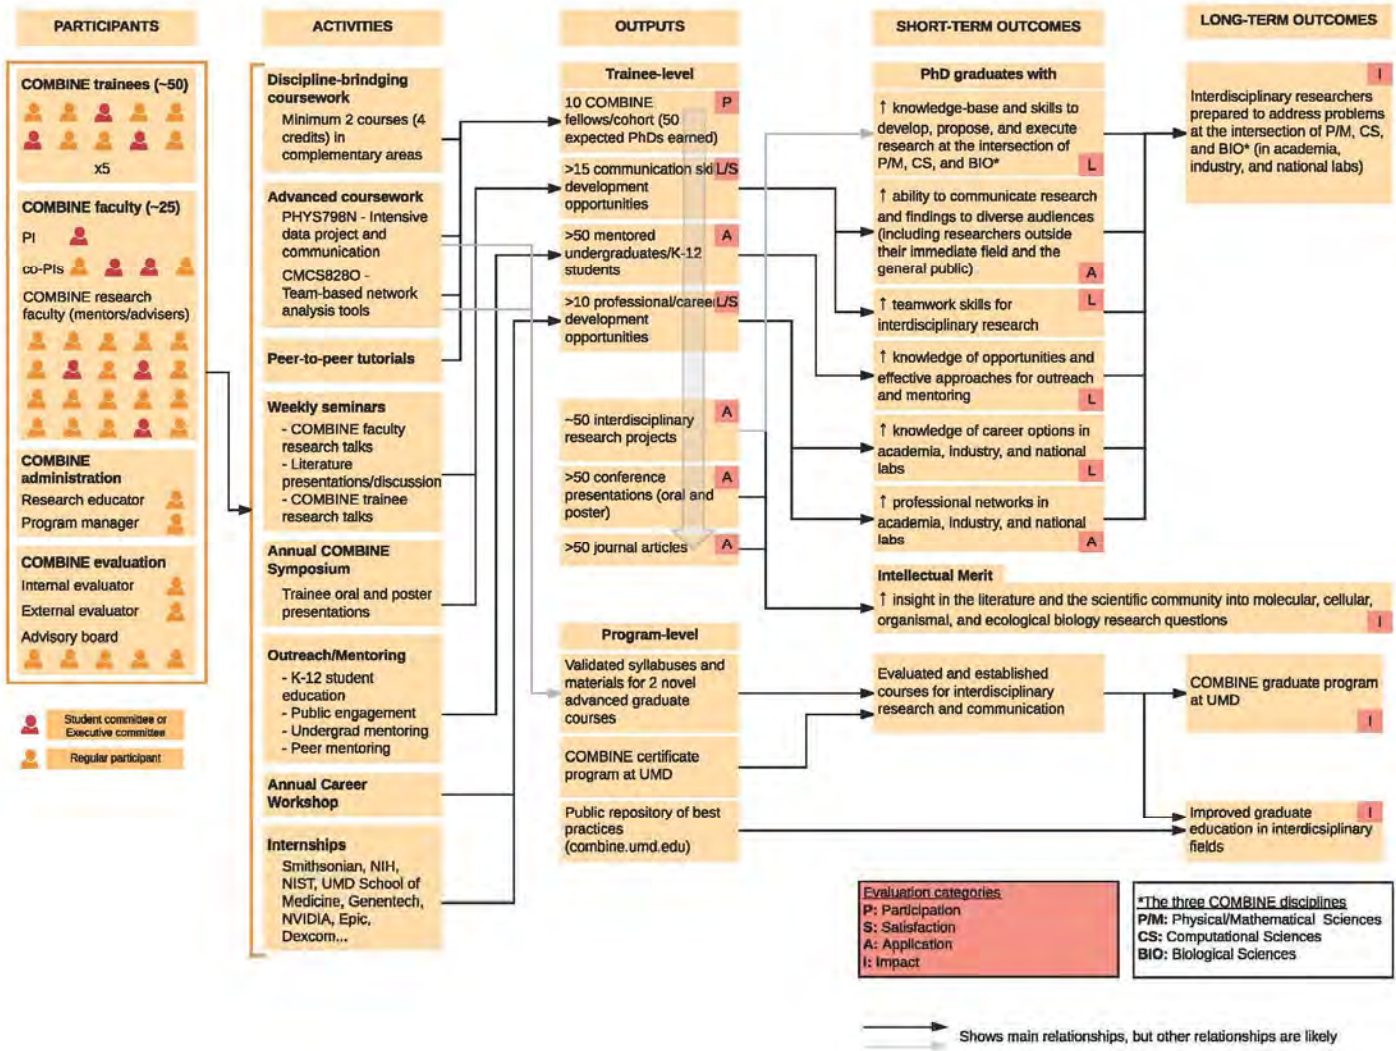 PARTICIPANTS
COMBINE trainees (~50)
x5
COMBINE faculty (~25)
PI
co-PIs
COMBINE research
faculty (mentors/advisers)
COMBINE
administration
Research educator
Program manager
COMBINE evaluation
Internal evaluator
External evaluator
Advisory board
Student committee or
Executive committee
Regular participant
ACTIVITIES
Discipline-brindging
coursework
Minimum 2 courses (4
credits) in
complementary areas
Advanced coursework
PHYS798N - Intensive
data project and
communication
CMCS828O -
Team-based network
analysis tools
Peer-to-peer tutorials
Weekly seminars
- COMBINE faculty
research talks
- Literature
presentations/discussion
- COMBINE trainee
research talks
Annual COMBINE
Symposium
Trainee oral and poster
presentations
Outreach/Mentoring
- K-12 student
education
- Public engagement
- Undergrad mentoring
- Peer mentoring
Annual Career
Workshop
Internships
Smithsonian, NIH,
NIST, UMD School of
Medicine, Genentech,
NVIDIA, Epic,
Dexcom...
OUTPUTS
Trainee-level
10 COMBINE P
fellows/cohort (50
expected PhDs earned)
>15 communication skil L/S
development
opportunities
>50 mentored A
undergraduates/K-12
students
>10 professional/career L/S
development
opportunities
~50 interdisciplinary A
research projects
>50 conference A
presentations (oral and
poster)
>50 journal articles A
Program-level
Validated syllabuses and
materials for 2 novel
advanced graduate
courses
COMBINE certificate
program at UMD
Public repository of best
practices
(combine.umd.edu)
SHORT-TERM OUTCOMES
PhD graduates with
↑ knowledge-base and skills to
develop, propose, and execute
research at the intersection of
P/M, CS, and BIO* L
↑ ability to communicate research
and findings to diverse audiences
(including researchers outside
their immediate field and the
general public) A
↑ teamwork skills for L
interdisciplinary research
↑ knowledge of opportunities and
effective approaches for outreach
and mentoring L
↑ knowledge of career options in
academia, industry, and national
labs L
↑ professional networks in
academia, industry, and national
labs A
Intellectual Merit
↑ insight in the literature and the scientific community into molecular, cellular,
organismal, and ecological biology research questions I
Evaluated and established
courses for interdisciplinary
research and communication
LONG-TERM OUTCOMES
I
Interdisciplinary researchers
prepared to address problems
at the intersection of P/M, CS,
and BIO* (in academia,
industry, and national labs)
COMBINE graduate program
at UMD
I
Improved graduate I
education in interdicsiplinary
fields
Evaluation categories
P: Participation
S: Satisfaction
A: Application
I: Impact
*The three COMBINE disciplines
P/M: Physical/Mathematical Sciences
CS: Computational Sciences
BIO: Biological Sciences
Shows main relationships, but other relationships are likely